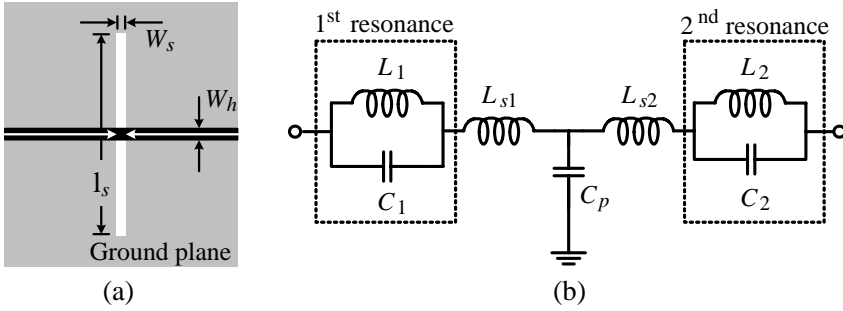 W_s
W_h
l_s
Ground plane
(a)
1st resonance
L_1
C_1
L_s1
C_p
L_s2
2nd resonance
L_2
C_2
(b)